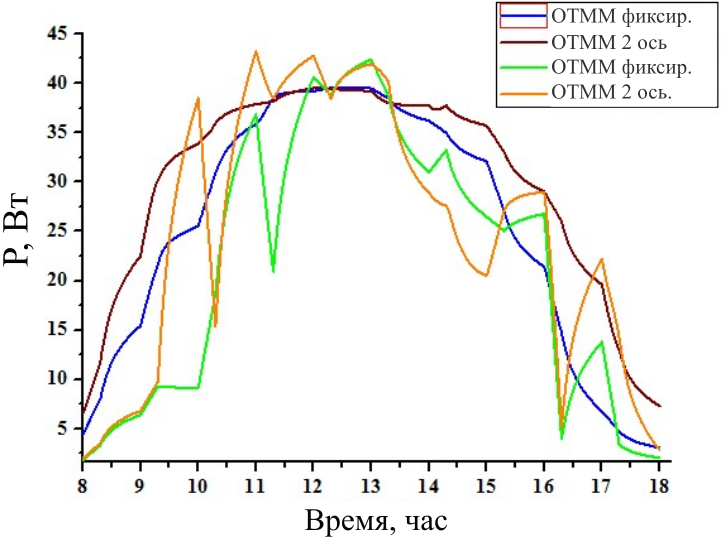 ОТММ фиксир.
ОТММ 2 ось
ОТММ фиксир.
ОТММ 2 ось.
45
40
35
30
25
20
15
10
5
P, Вт
8 9 10 11 12 13 14 15 16 17 18
Время, час